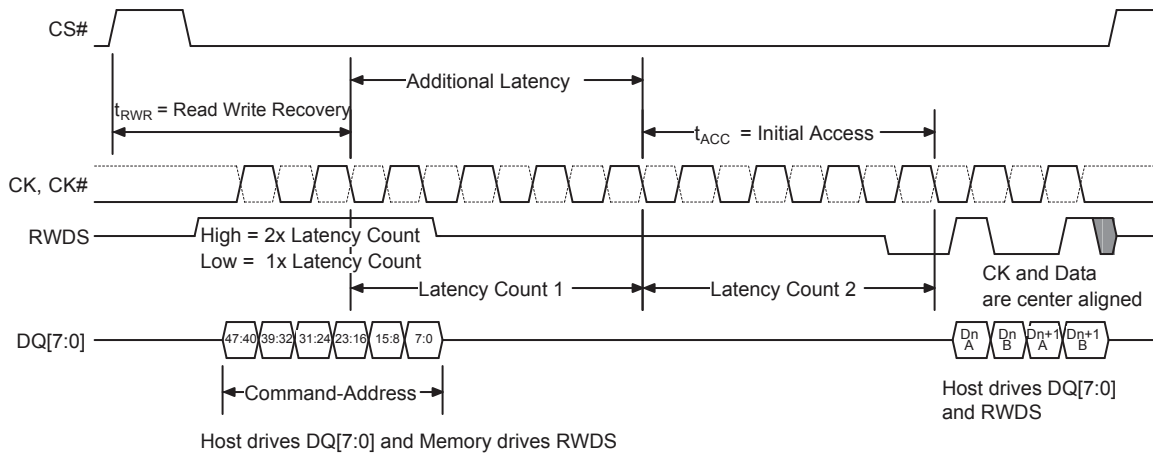 CS#
Additional Latency
tRWR = Read Write Recovery
tACC = Initial Access
CK, CK#
RWDS
High = 2x Latency Count
Low = 1x Latency Count
CK and Data
are center aligned
Latency Count 1
Latency Count 2
DQ[7:0]
47:40 39:32 31:24 23:16 15:8 7:0
Dn A
Dn B
Dn+1 A
Dn+1 B
Command-Address
Host drives DQ[7:0]
and RWDS
Host drives DQ[7:0] and Memory drives RWDS